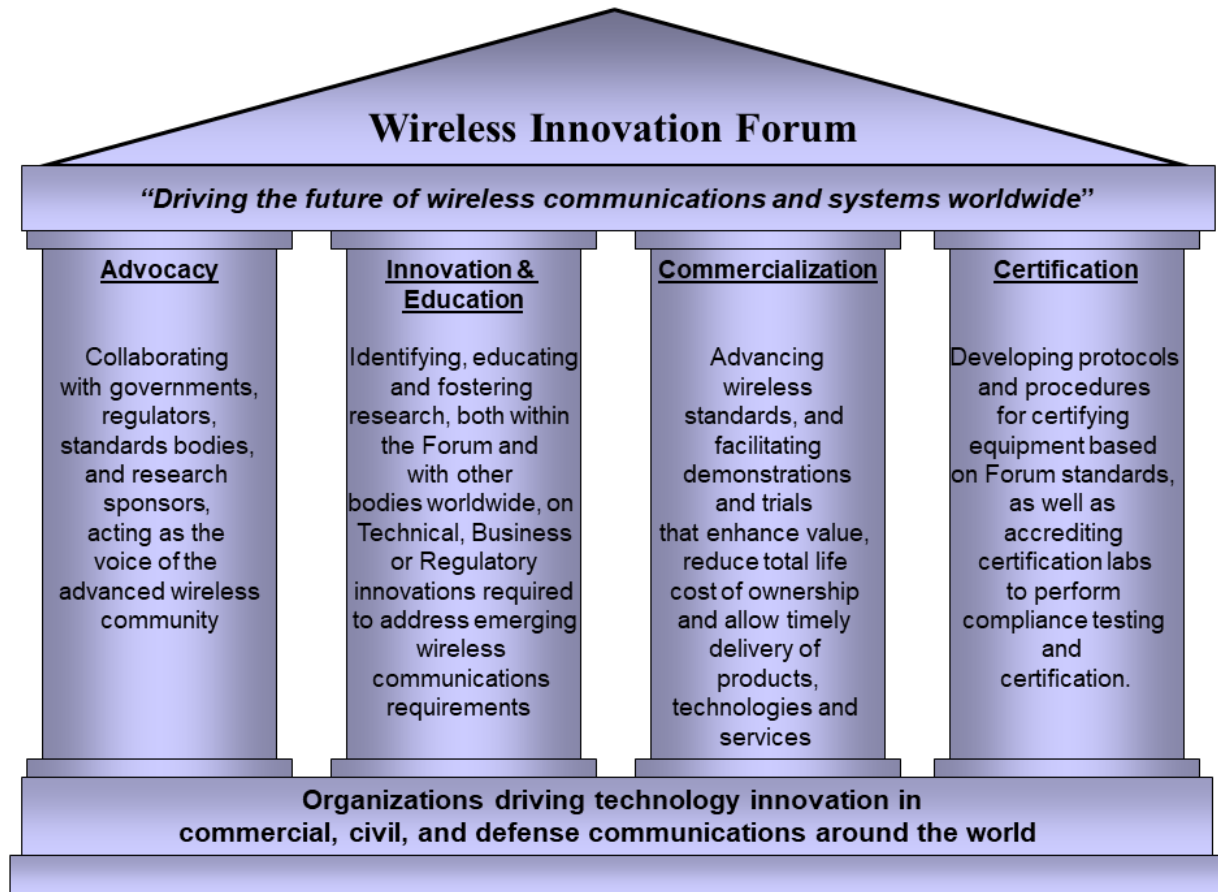 Wireless Innovation Forum
“Driving the future of wireless communications and systems worldwide”
Advocacy
Collaborating
with governments,
regulators,
standards bodies,
and research
sponsors,
acting as the
voice of the
advanced wireless
community
Innovation &
Education
Identifying, educating
and fostering
research, both within
the Forum and
with other
bodies worldwide, on
Technical, Business
or Regulatory
innovations required
to address emerging
wireless
communications
requirements
Commercialization
Advancing
wireless
standards, and
facilitating
demonstrations
and trials
that enhance value,
reduce total life
cost of ownership
and allow timely
delivery of
products,
technologies and
services
Certification
Developing protocols
and procedures
for certifying
equipment based
on Forum standards,
as well as
accrediting
certification labs
to perform
compliance testing
and
certification.
Organizations driving technology innovation in
commercial, civil, and defense communications around the world